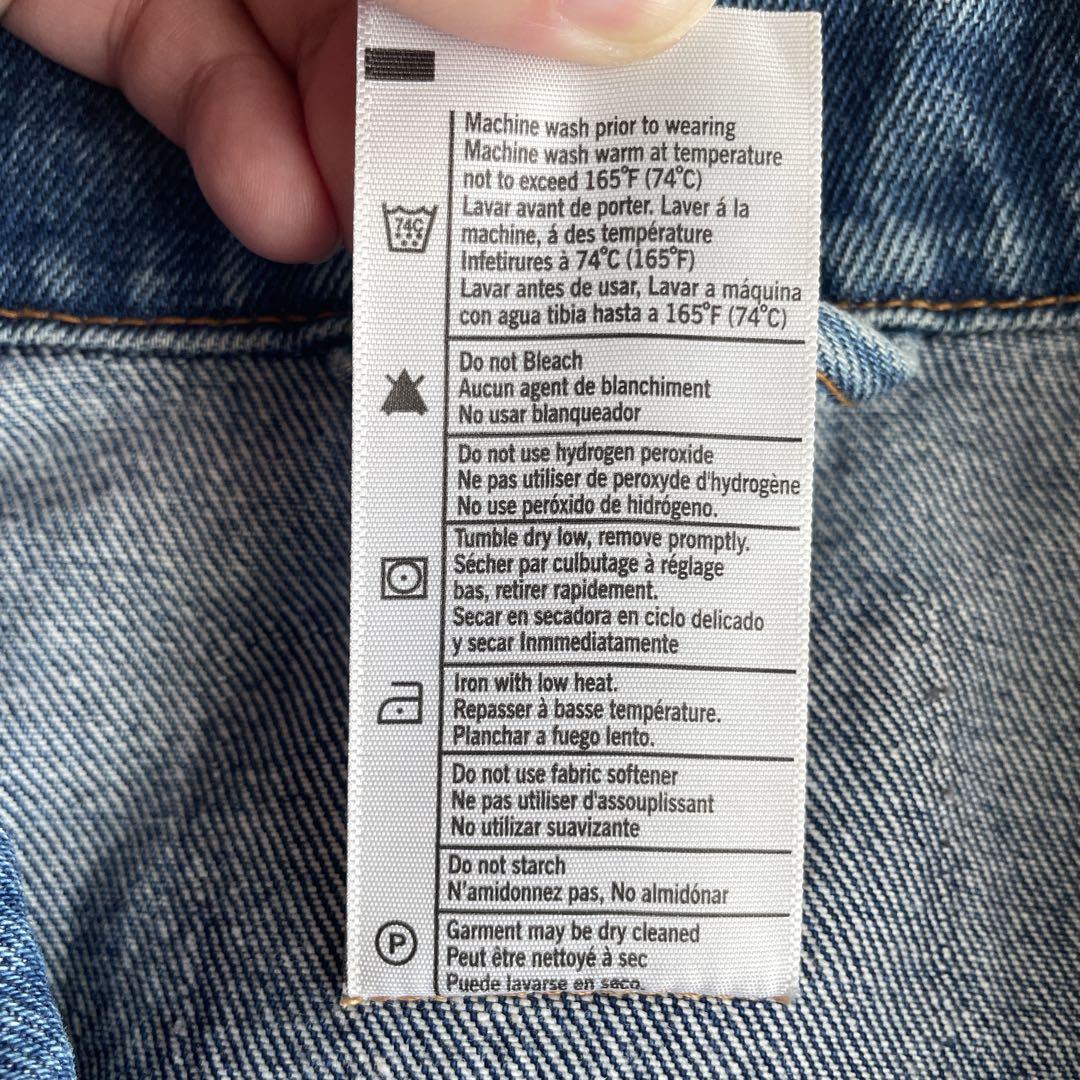 Machine wash prior to wearing
Machine wash warm at temperature
not to exceed 165°F (74°C)
74C
Lavar avant de porter. Laver á la
machine, á des température
Infetirures à 74°C (165°F)
Lavar antes de usar, Lavar a máquina
con agua tibia hasta a 165°F (74°C)
Do not Bleach
Aucun agent de blanchiment
No usar blanqueador
Do not use hydrogen peroxide
Ne pas utiliser de peroxyde d'hydrogène
No use peróxido de hidrógeno.
Tumble dry low, remove promptly.
Sécher par culbutage à réglage
bas, retirer rapidement.
Secar en secadora en ciclo delicado
y secar Inmmediatamente
Iron with low heat.
Repasser à basse température.
Planchar a fuego lento.
Do not use fabric softener
Ne pas utiliser d'assouplissant
No utilizar suavizante
Do not starch
N'amidonnez pas, No almidónar
P
Garment may be dry cleaned
Peut être nettoyé à sec
Puede lavarse en seco